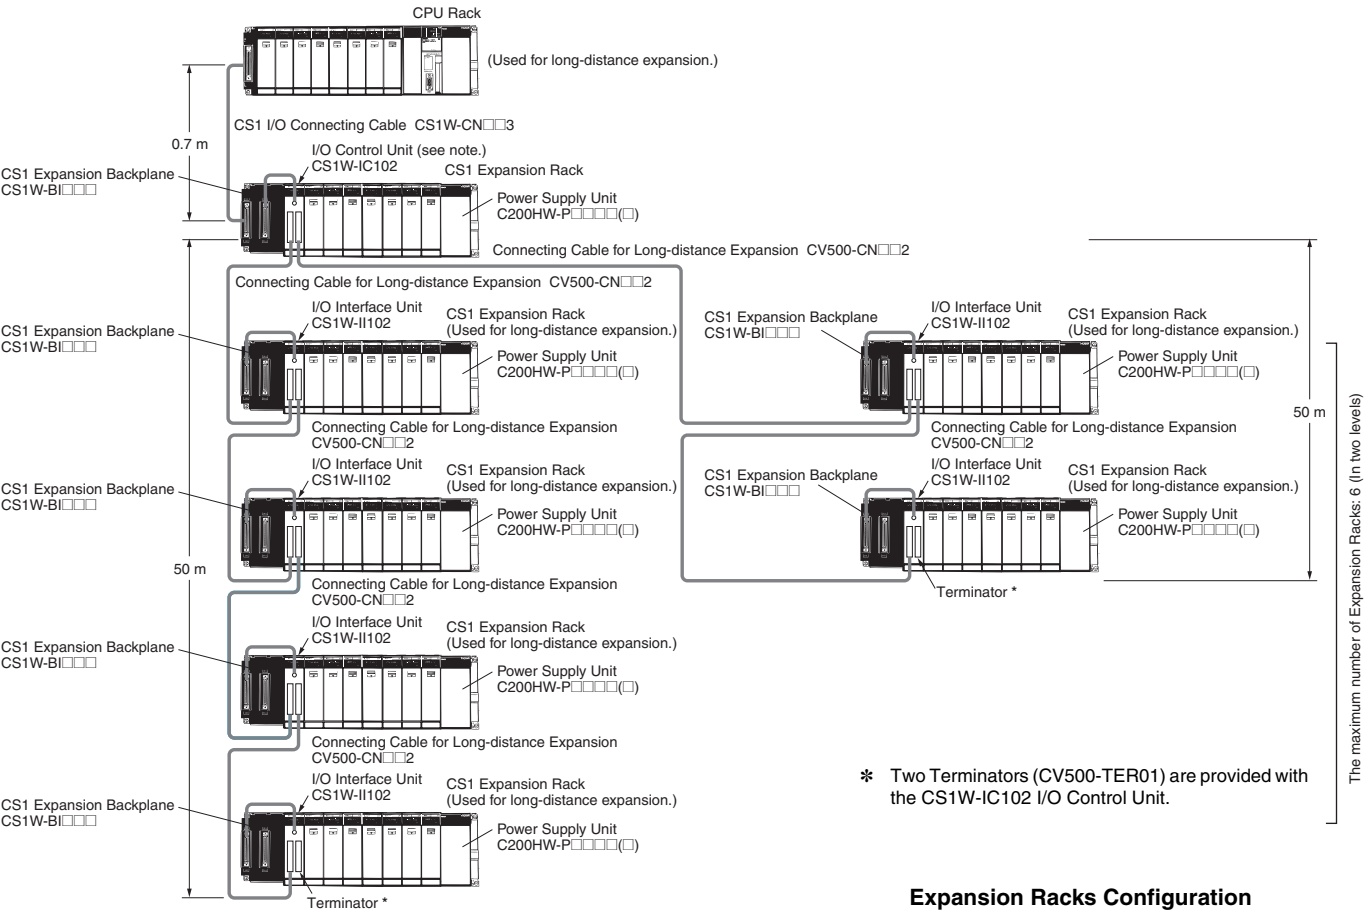 CPU Rack
(Used for long-distance expansion.)
CS1 I/O Connecting Cable CS1W-CN□□3
0.7 m
I/O Control Unit (see note.)
CS1W-IC102
CS1 Expansion Rack
CS1 Expansion Backplane
CS1W-BI□□□
Power Supply Unit
C200HW-P□□□□(□)
Connecting Cable for Long-distance Expansion CV500-CN□□2
Connecting Cable for Long-distance Expansion CV500-CN□□2
I/O Interface Unit
CS1W-II102
CS1 Expansion Rack
(Used for long-distance expansion.)
CS1 Expansion Backplane
CS1W-BI□□□
Power Supply Unit
C200HW-P□□□□(□)
Connecting Cable for Long-distance Expansion
CV500-CN□□2
CS1 Expansion Backplane
CS1W-BI□□□
I/O Interface Unit
CS1W-II102
CS1 Expansion Rack
(Used for long-distance expansion.)
Power Supply Unit
C200HW-P□□□□(□)
50 m
Connecting Cable for Long-distance Expansion
CV500-CN□□2
I/O Interface Unit
CS1W-II102
CS1 Expansion Rack
(Used for long-distance expansion.)
CS1 Expansion Backplane
CS1W-BI□□□
Power Supply Unit
C200HW-P□□□□(□)
CS1 Expansion Backplane
CS1W-BI□□□
I/O Interface Unit
CS1W-II102
CS1 Expansion Rack
(Used for long-distance expansion.)
Power Supply Unit
C200HW-P□□□□(□)
Terminator *
50 m
Connecting Cable for Long-distance Expansion
CV500-CN□□2
I/O Interface Unit
CS1W-II102
CS1 Expansion Rack
(Used for long-distance expansion.)
CS1 Expansion Backplane
CS1W-BI□□□
Power Supply Unit
C200HW-P□□□□(□)
Connecting Cable for Long-distance Expansion
CV500-CN□□2
I/O Interface Unit
CS1W-II102
CS1 Expansion Rack
(Used for long-distance expansion.)
CS1 Expansion Backplane
CS1W-BI□□□
Power Supply Unit
C200HW-P□□□□(□)
Terminator *
The maximum number of Expansion Racks: 6 (In two levels)
* Two Terminators (CV500-TER01) are provided with
the CS1W-IC102 I/O Control Unit.
Expansion Racks Configuration